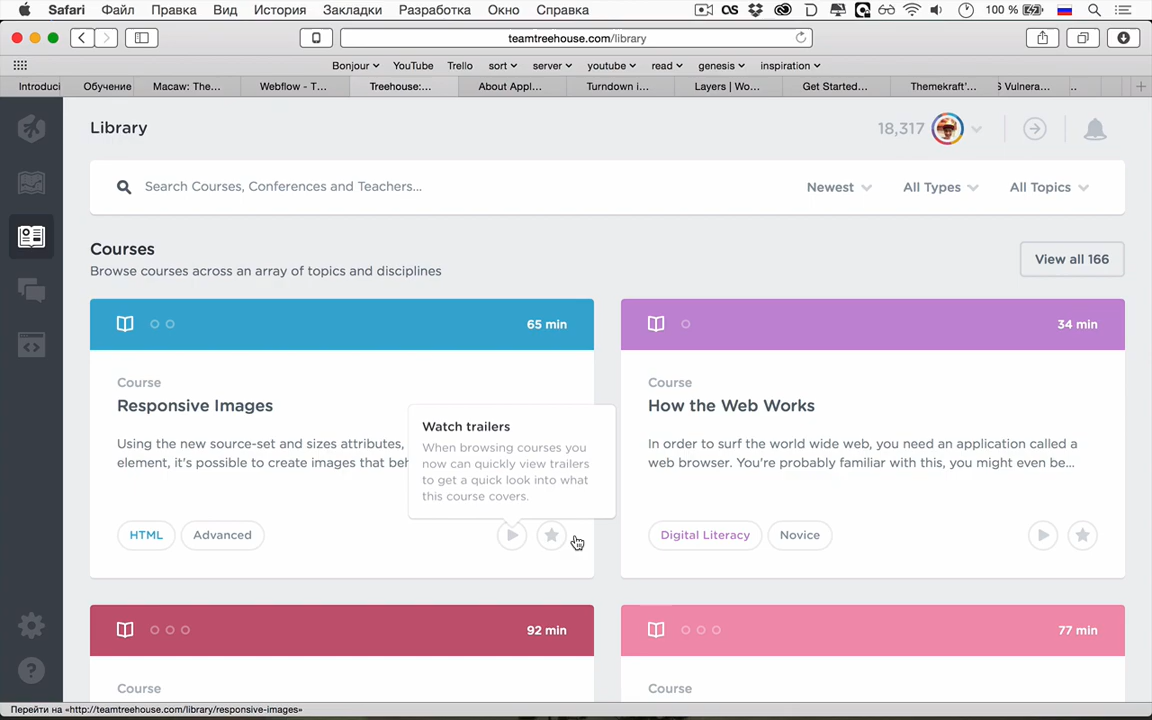 Safari Файл Правка Вид История Закладки Разработка Окно Справка 100 %
teamtreehouse.com/library
Bonjour YouTube Trello sort server youtube read genesis inspiration
Introduci Обучение Macaw: The... Webflow - T... Treehouse:... About Appl... Turndown i... Layers | Wo... Get Started... Themekraft'... S Vulnera... ..
Library 18,317
Search Courses, Conferences and Teachers... Newest All Types All Topics
Courses
Browse courses across an array of topics and disciplines
View all 166
65 min
Course
Responsive Images
Using the new source-set and sizes attributes,
element, it's possible to create images that beh
HTML Advanced
Watch trailers
When browsing courses you
now can quickly view trailers
to get a quick look into what
this course covers.
34 min
Course
How the Web Works
In order to surf the world wide web, you need an application called a
web browser. You're probably familiar with this, you might even be...
Digital Literacy Novice
92 min
Course
77 min
Course
Перейти на «http://teamtreehouse.com/library/responsive-images»